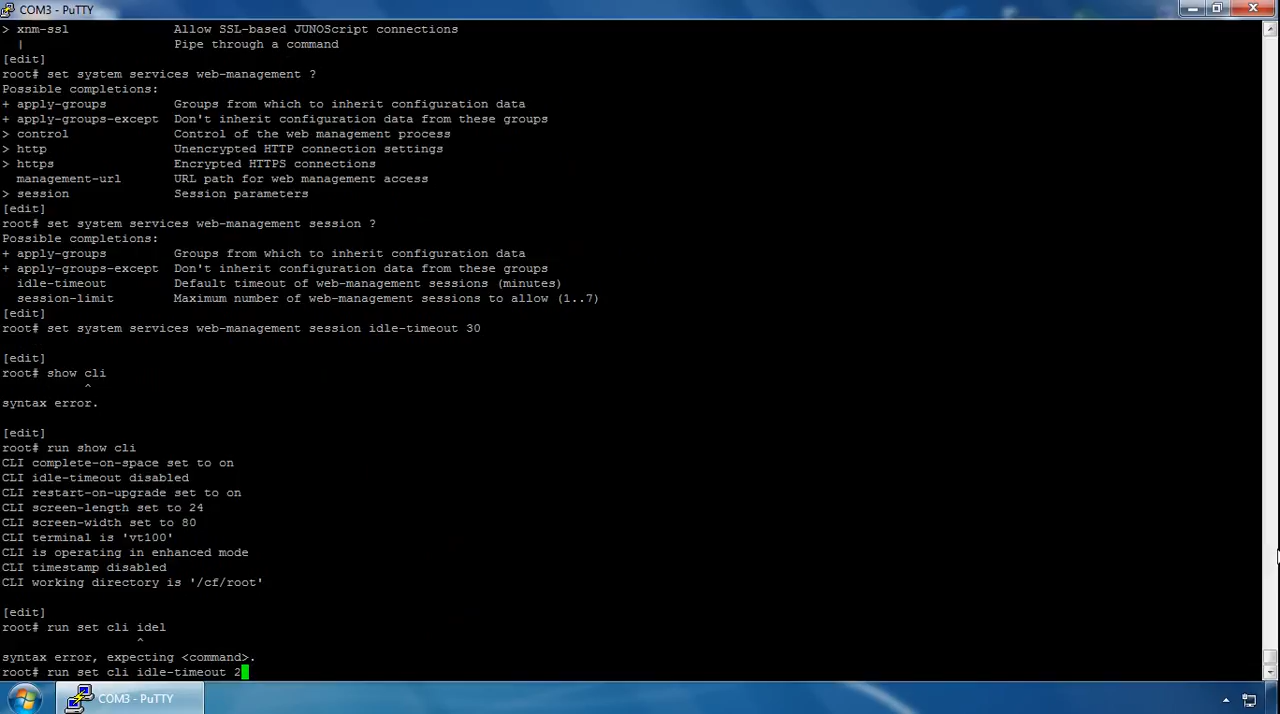 COM3 - PuTTY
> xnm-ssl              Allow SSL-based JUNOScript connections
  |                    Pipe through a command
[edit]
root# set system services web-management ?
Possible completions:
+ apply-groups         Groups from which to inherit configuration data
+ apply-groups-except  Don't inherit configuration data from these groups
> control              Control of the web management process
> http                 Unencrypted HTTP connection settings
> https                Encrypted HTTPS connections
  management-url       URL path for web management access
> session              Session parameters
[edit]
root# set system services web-management session ?
Possible completions:
+ apply-groups         Groups from which to inherit configuration data
+ apply-groups-except  Don't inherit configuration data from these groups
  idle-timeout         Default timeout of web-management sessions (minutes)
  session-limit        Maximum number of web-management sessions to allow (1..7)
[edit]
root# set system services web-management session idle-timeout 30
[edit]
root# show cli
           ^
syntax error.
[edit]
root# run show cli
CLI complete-on-space set to on
CLI idle-timeout disabled
CLI restart-on-upgrade set to on
CLI screen-length set to 24
CLI screen-width set to 80
CLI terminal is 'vt100'
CLI is operating in enhanced mode
CLI timestamp disabled
CLI working directory is '/cf/root'
[edit]
root# run set cli idel
                  ^
syntax error, expecting <command>.
root# run set cli idle-timeout 2
COM3 - PuTTY